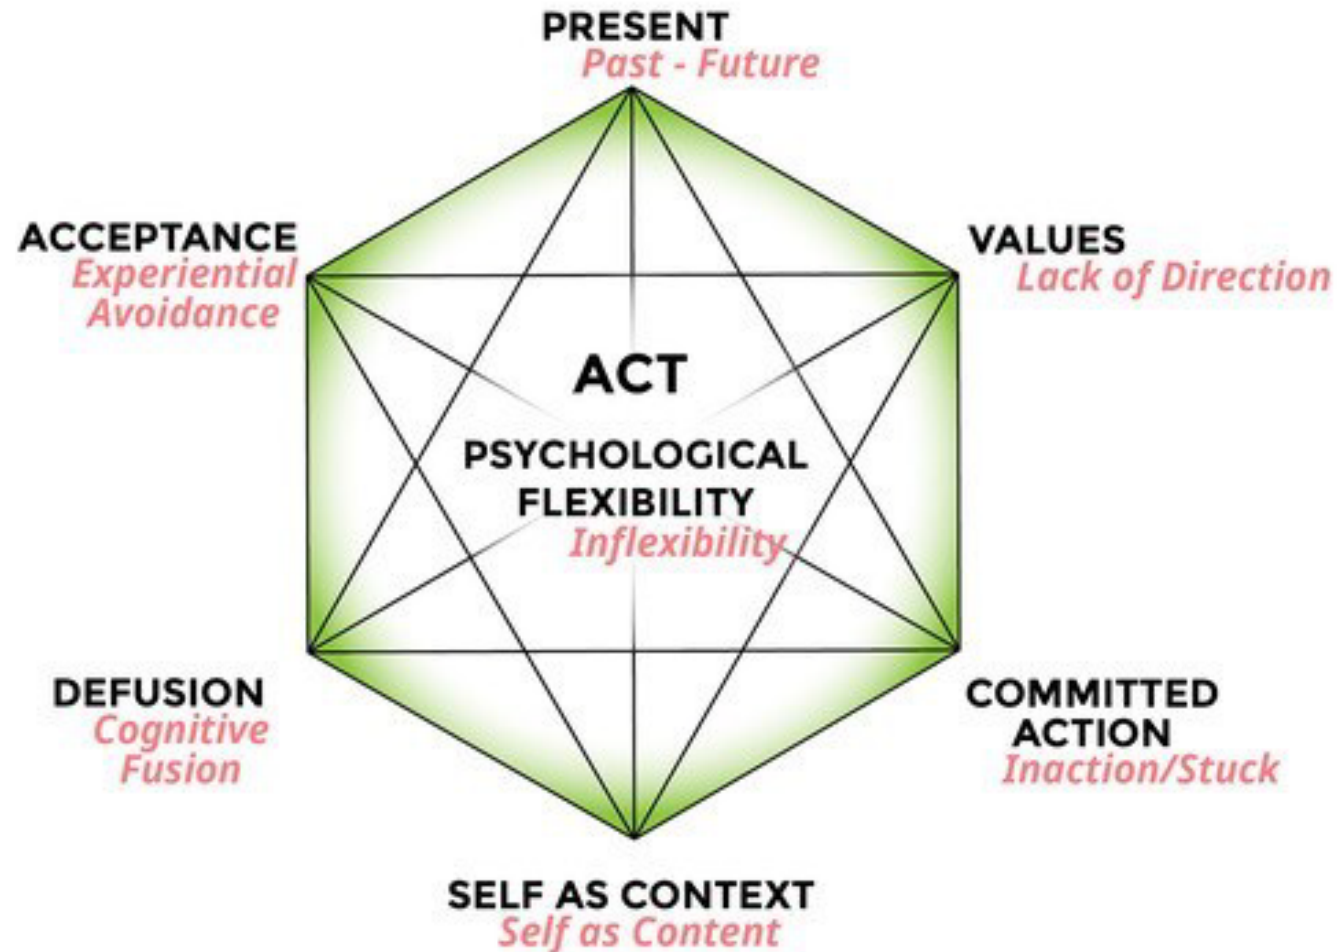 PRESENT
Past - Future
ACCEPTANCE
Experiential
Avoidance
VALUES
Lack of Direction
ACT
PSYCHOLOGICAL
FLEXIBILITY
Inflexibility
DEFUSION
Cognitive
Fusion
COMMITTED
ACTION
Inaction/Stuck
SELF AS CONTEXT
Self as Content